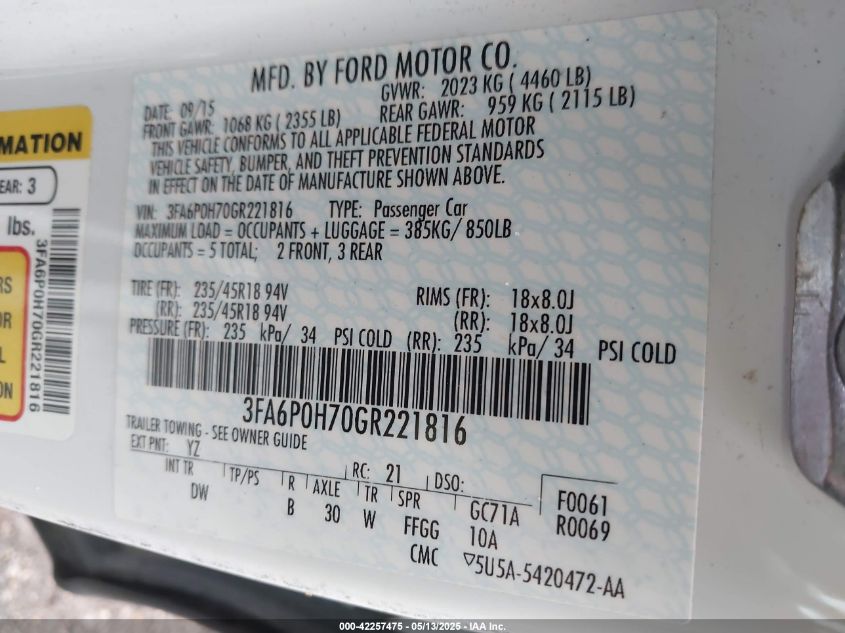 MFD. BY FORD MOTOR CO.
DATE: 09/15 GVWR: 2023 KG ( 4460 LB)
FRONT GAWR: 1068 KG ( 2355 LB) REAR GAWR: 959 KG ( 2115 LB)
THIS VEHICLE CONFORMS TO ALL APPLICABLE FEDERAL MOTOR
VEHICLE SAFETY, BUMPER, AND THEFT PREVENTION STANDARDS
IN EFFECT ON THE DATE OF MANUFACTURE SHOWN ABOVE.
VIN: 3FA6P0H70GR221816 TYPE: Passenger Car
MAXIMUM LOAD = OCCUPANTS + LUGGAGE = 385KG/ 850LB
OCCUPANTS = 5 TOTAL; 2 FRONT, 3 REAR
TIRE (FR): 235/45R18 94V RIMS (FR): 18x8.0J
(RR): 235/45R18 94V (RR): 18x8.0J
PRESSURE (FR): 235 kPa/ 34 PSI COLD (RR): 235 kPa/ 34 PSI COLD
3FA6P0H70GR221816
TRAILER TOWING - SEE OWNER GUIDE
EXT PNT: YZ RC: 21 DSO: F0061
INT TR TP/PS R AXLE TR SPR GC71A R0069
DW B 30 W FFGG 10A
CMC ▽5U5A-5420472-AA
MATION
EAR: 3
lbs.
3FA6P0H70GR221816
RS
OR
L
S
000-42257475 - 05/13/2025 - IAA Inc.